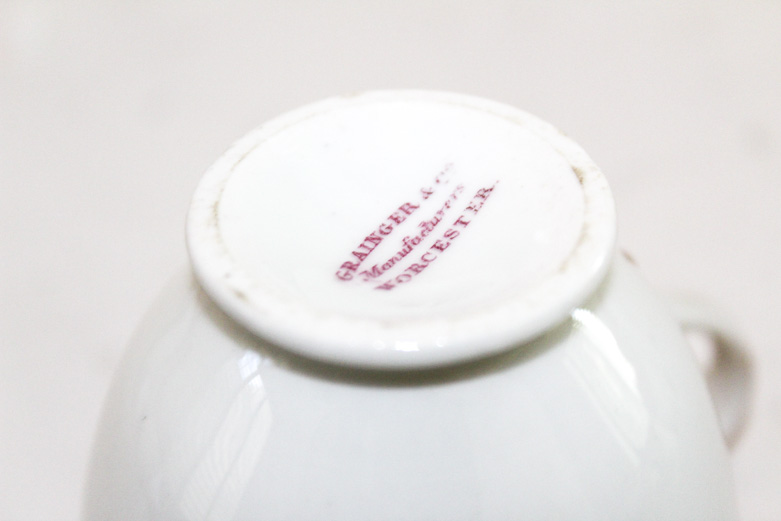 GRAINGER & Co
Manufacturers
WORCESTER.